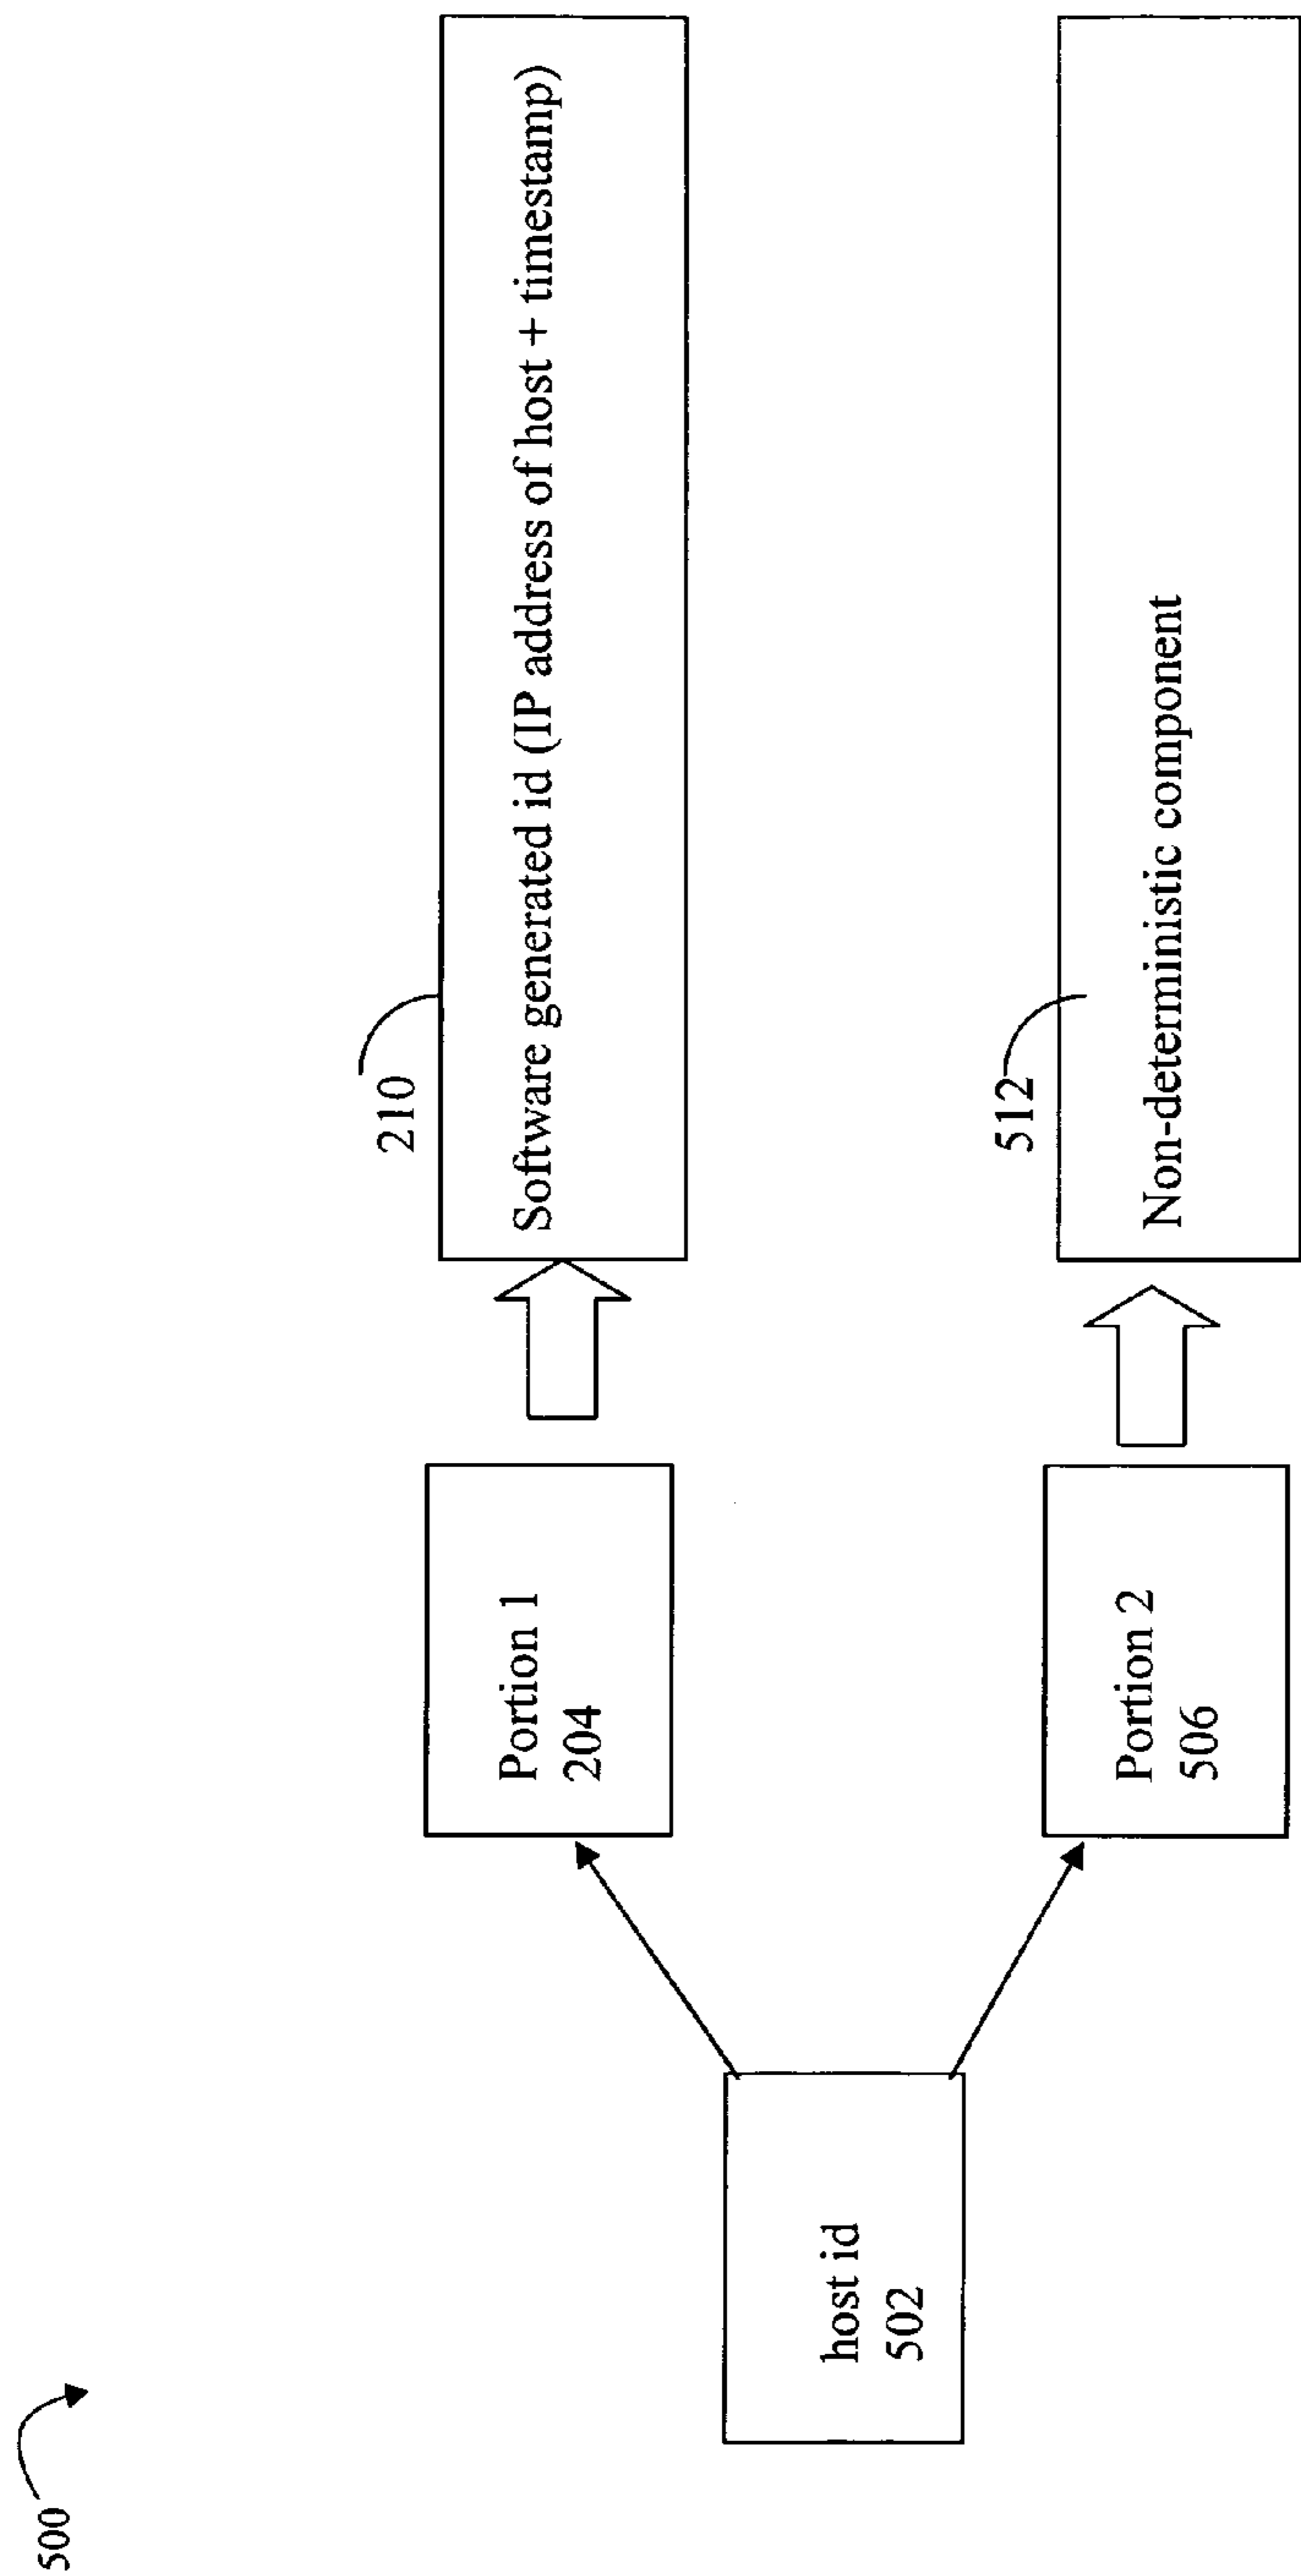 500
host id
502
Portion 1
204
Portion 2
506
210
Software generated id (IP address of host + timestamp)
512
Non-deterministic component